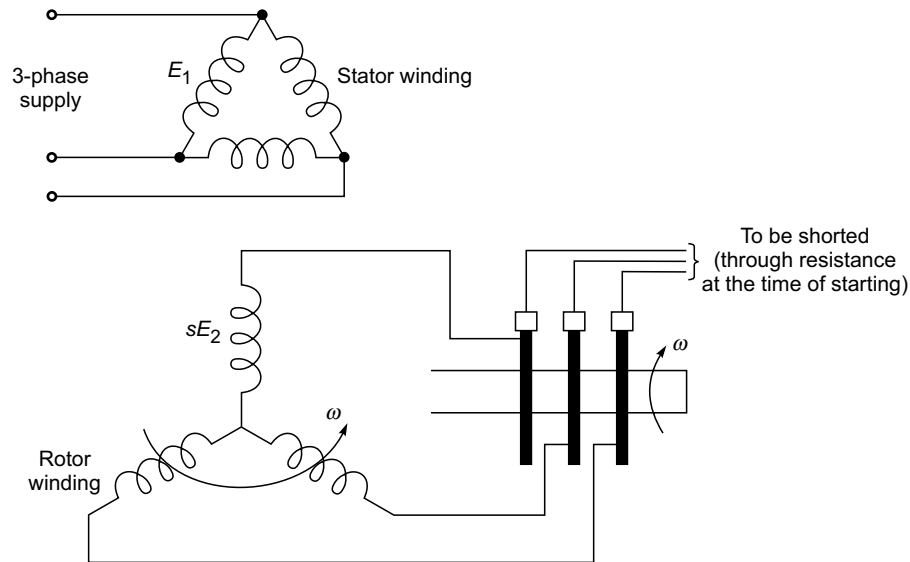 3-phase
supply
E1
Stator winding
To be shorted
(through resistance
at the time of starting)
sE2
ω
ω
Rotor
winding